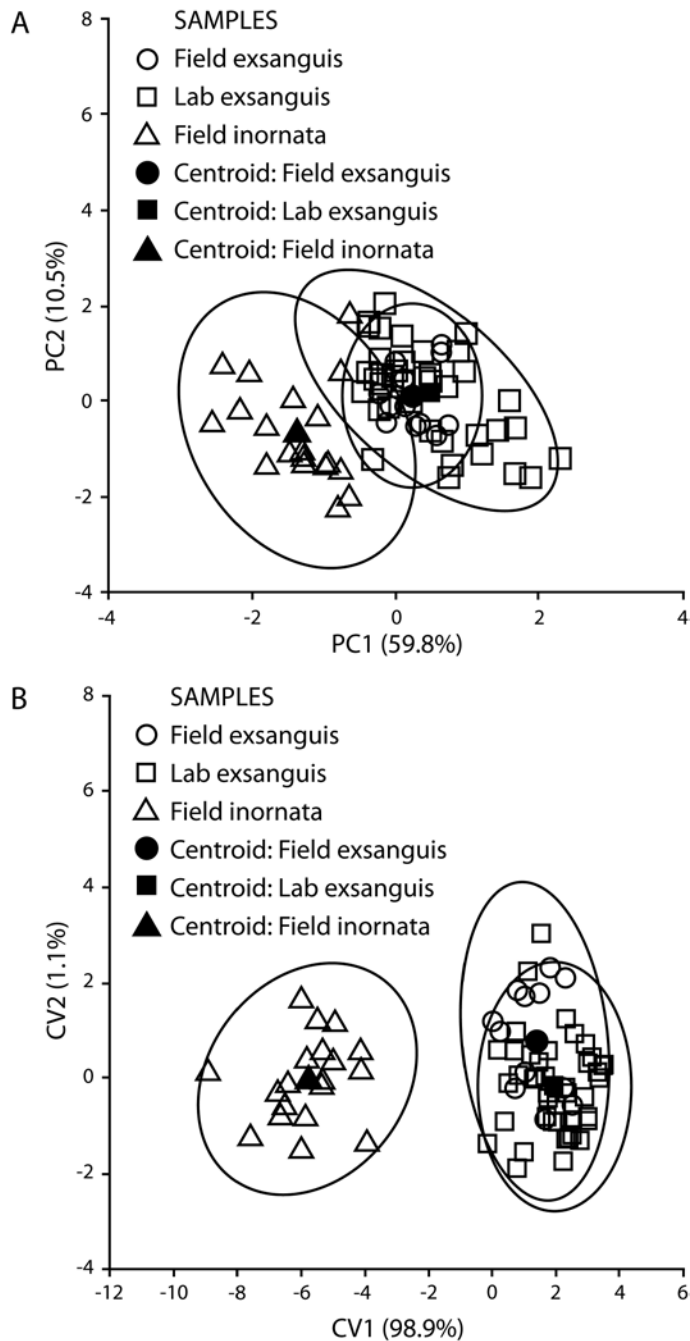 A
SAMPLES
Field exsanguis
Lab exsanguis
Field inornata
Centroid: Field exsanguis
Centroid: Lab exsanguis
Centroid: Field inornata
8
6
4
2
0
-2
-4
PC2 (10.5%)
-4 -2 0 2 4
PC1 (59.8%)
B
SAMPLES
Field exsanguis
Lab exsanguis
Field inornata
Centroid: Field exsanguis
Centroid: Lab exsanguis
Centroid: Field inornata
8
6
4
2
0
-2
-4
CV2 (1.1%)
-12 -10 -8 -6 -4 -2 0 2 4 6
CV1 (98.9%)